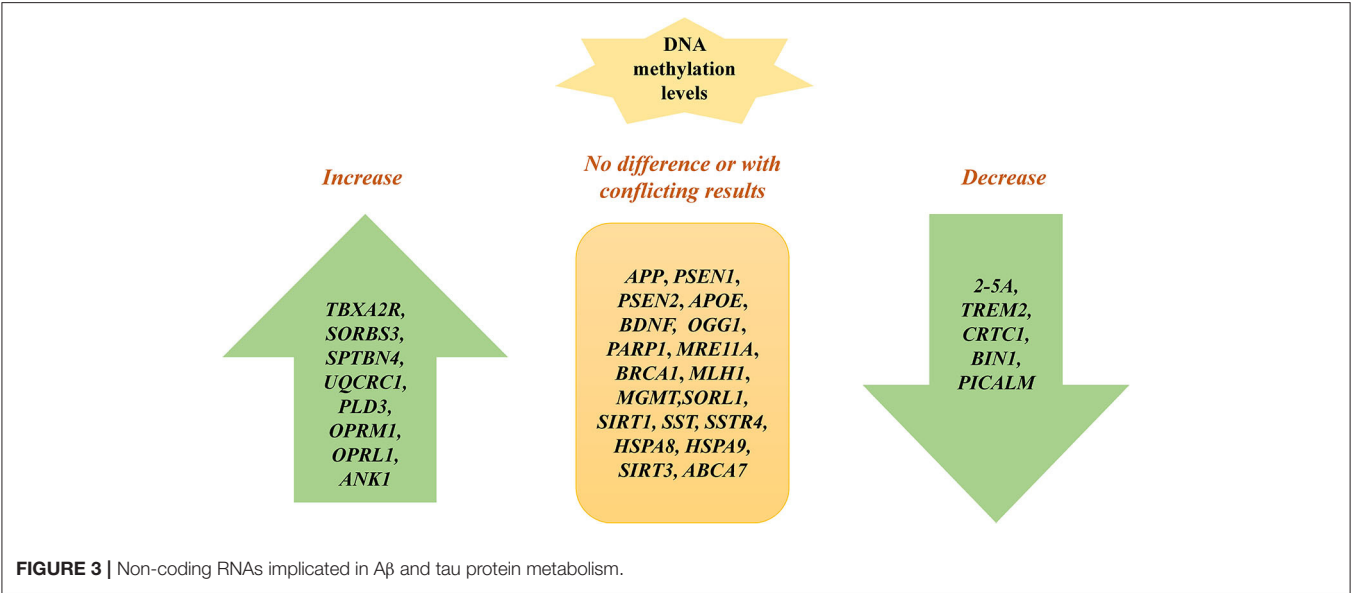 DNA
methylation
levels
Increase
TBXA2R,
SORBS3,
SPTBN4,
UQCRC1,
PLD3,
OPRM1,
OPRL1,
ANK1
No difference or with
conflicting results
APP, PSEN1,
PSEN2, APOE,
BDNF, OGG1,
PARP1, MRE11A,
BRCA1, MLH1,
MGMT,SORL1,
SIRT1, SST, SSTR4,
HSPA8, HSPA9,
SIRT3, ABCA7
Decrease
2-5A,
TREM2,
CRTC1,
BIN1,
PICALM
FIGURE 3 | Non-coding RNAs implicated in Aβ and tau protein metabolism.